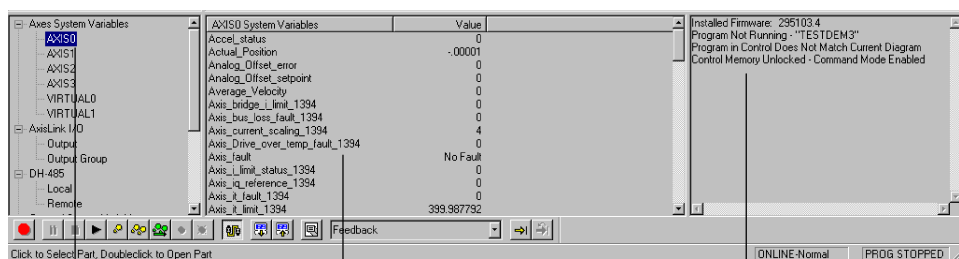 Axes System Variables
AXIS0
AXIS1
AXIS2
AXIS3
VIRTUAL0
VIRTUAL1
AxisLink I/O
Output
Output Group
DH-485
Local
Remote
AXIS0 System Variables Value
Accel_status 0
Actual_Position -.00001
Analog_Offset_error 0
Analog_Offset_setpoint 0
Average_Velocity 0
Axis_bridge_i_limit_1394 0
Axis_bus_loss_fault_1394 0
Axis_current_scaling_1394 4
Axis_Drive_over_temp_fault_1394 0
Axis_fault No Fault
Axis_i_limit_status_1394 0
Axis_iq_reference_1394 0
Axis_it_fault_1394 0
Axis_it_limit_1394 399.987792
Installed Firmware: 295103.4
Program Not Running - "TESTDEM3"
Program in Control Does Not Match Current Diagram
Control Memory Unlocked - Command Mode Enabled
Feedback
Click to Select Part, Doubleclick to Open Part
ONLINE-Normal
PROG STOPPED